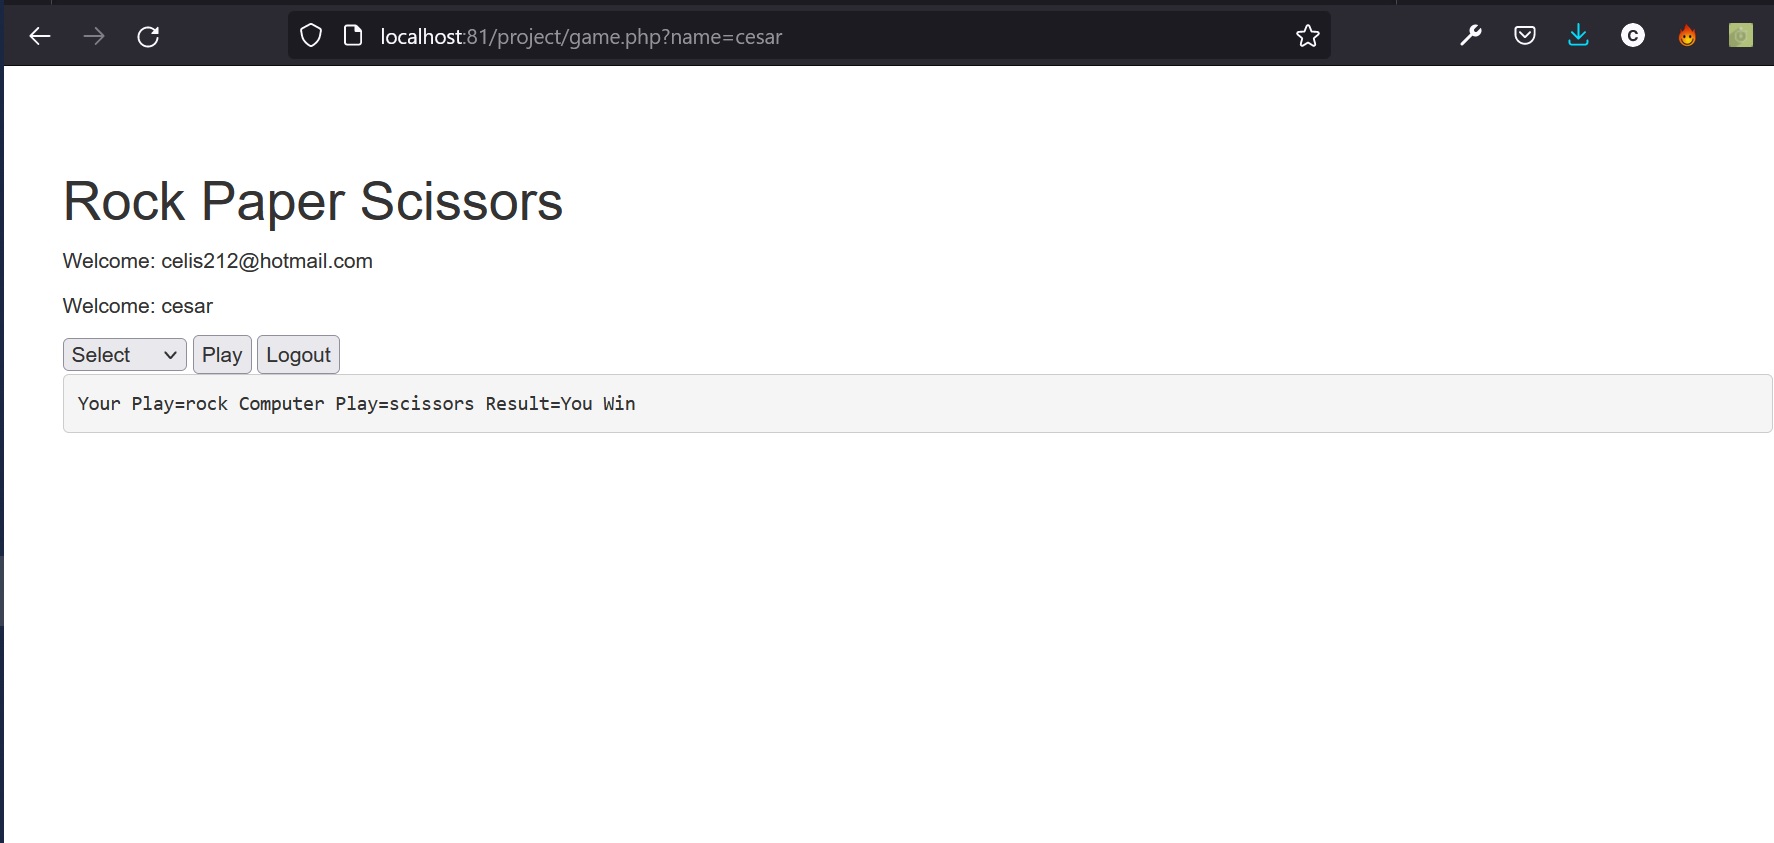 localhost:81/project/game.php?name=cesar
C
Rock Paper Scissors
Welcome: celis212@hotmail.com
Welcome: cesar
Select Play Logout
Your Play=rock Computer Play=scissors Result=You Win